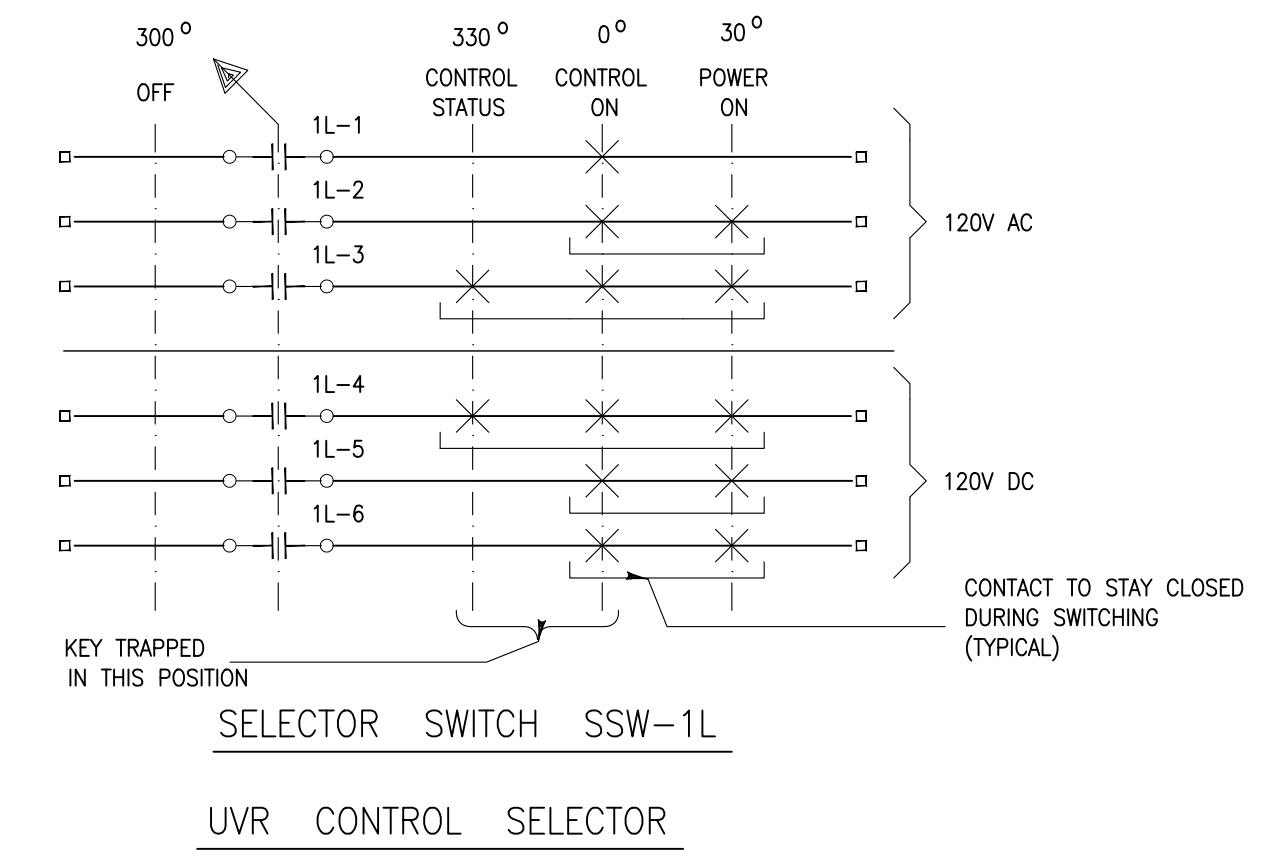 300° 330° 0° 30°
OFF CONTROL CONTROL POWER
STATUS ON ON
1L-1
1L-2
1L-3
120V AC
1L-4
1L-5
1L-6
120V DC
CONTACT TO STAY CLOSED
DURING SWITCHING
(TYPICAL)
KEY TRAPPED
IN THIS POSITION
SELECTOR SWITCH SSW-1L
UVR CONTROL SELECTOR